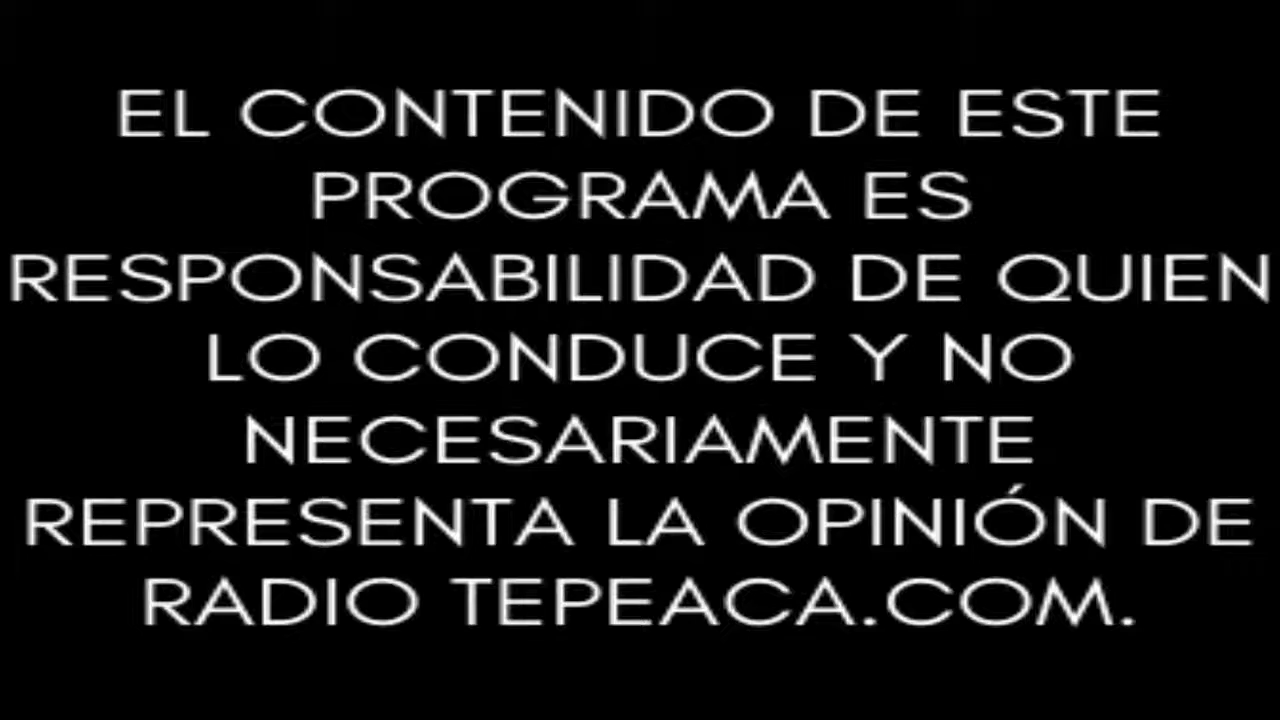 EL CONTENIDO DE ESTE
PROGRAMA ES
RESPONSABILIDAD DE QUIEN
LO CONDUCE Y NO
NECESARIAMENTE
REPRESENTA LA OPINIÓN DE
RADIO TEPEACA.COM.